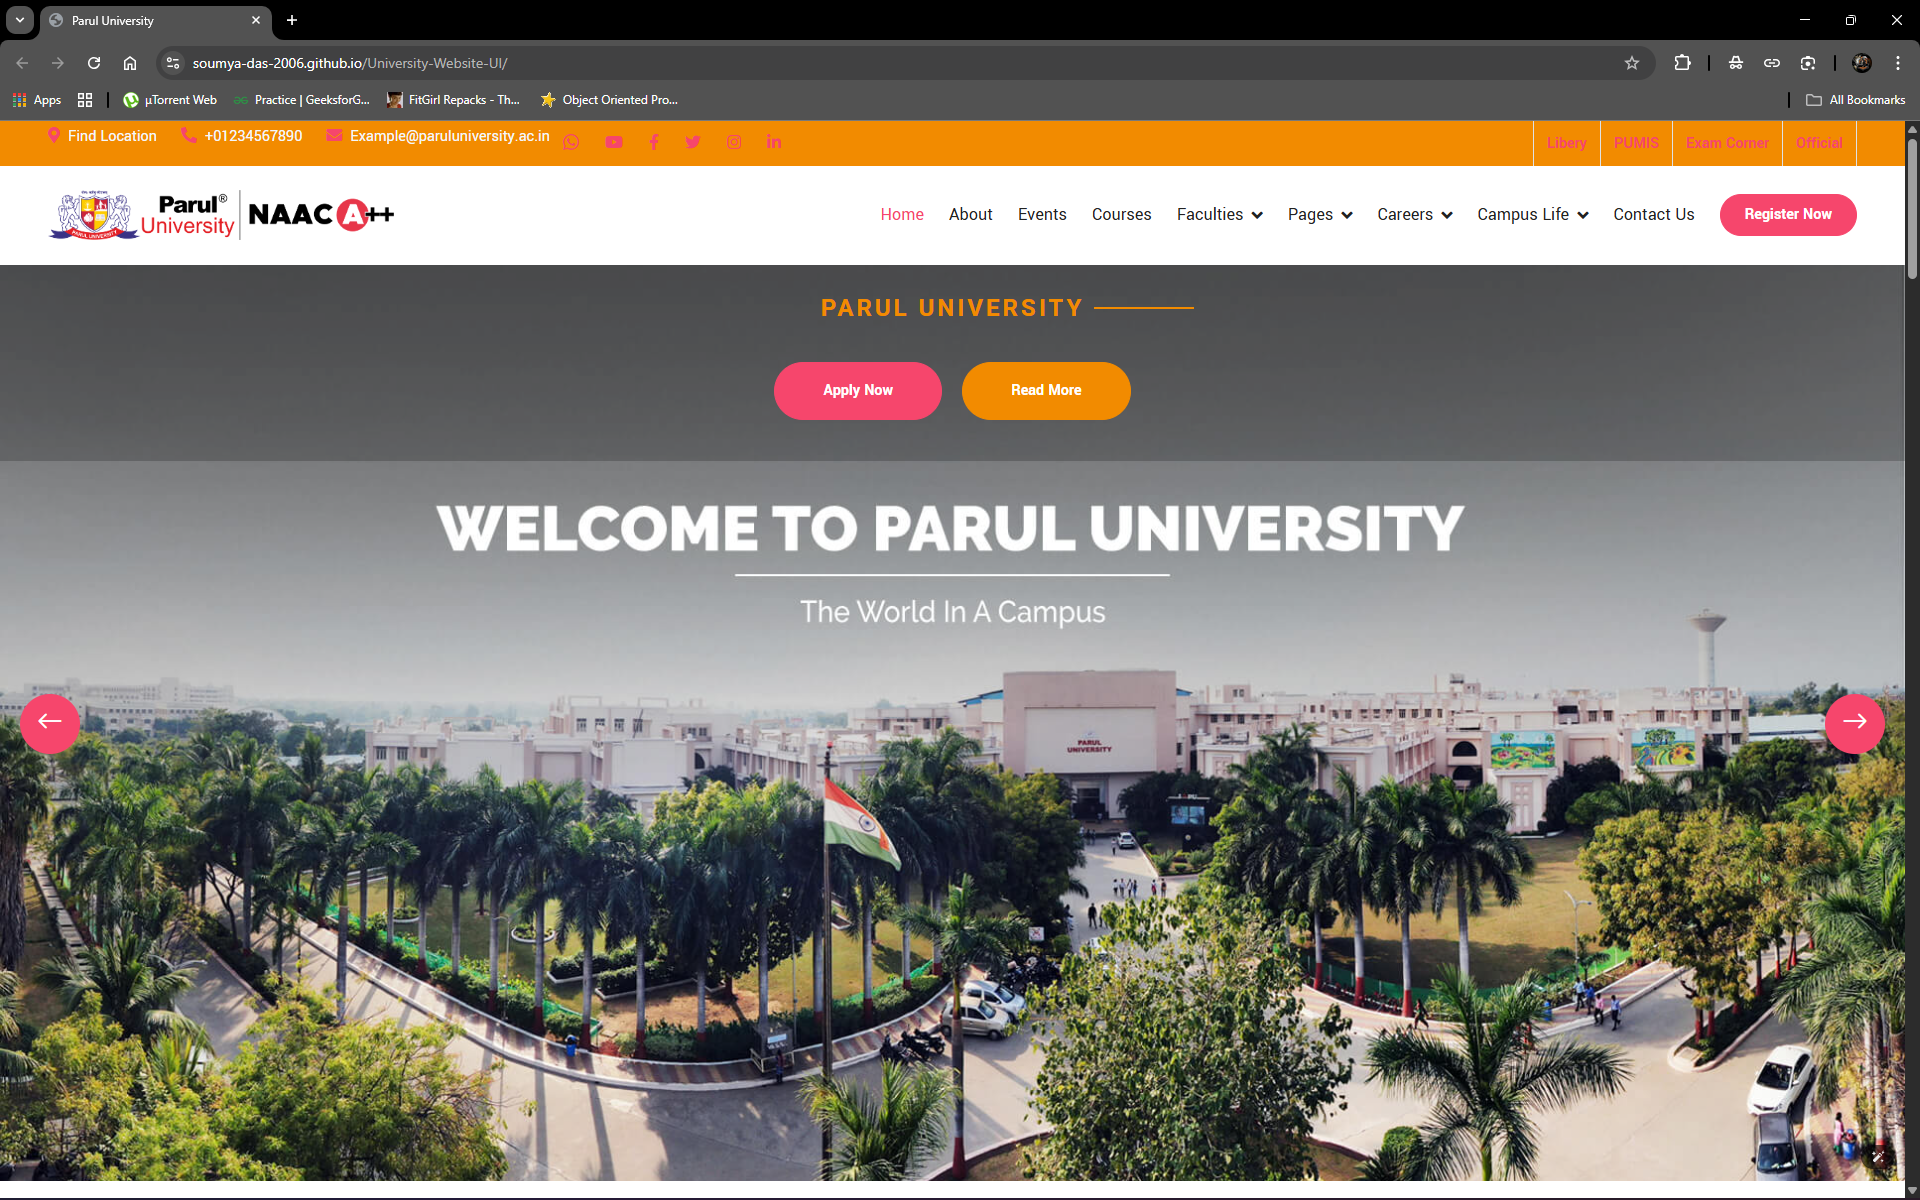 Parul University
soumya-das-2006.github.io/University-Website-UI/
Apps
µTorrent Web
Practice | GeeksforG...
FitGirl Repacks - Th...
Object Oriented Pro...
All Bookmarks
Find Location
+01234567890
Example@paruluniversity.ac.in
Libery
PUMIS
Exam Corner
Official
Parul®
University
PARUL UNIVERSITY
NAAC A++
Home
About
Events
Courses
Faculties
Pages
Careers
Campus Life
Contact Us
Register Now
PARUL UNIVERSITY
Apply Now
Read More
WELCOME TO PARUL UNIVERSITY
The World In A Campus
PARUL
UNIVERSITY